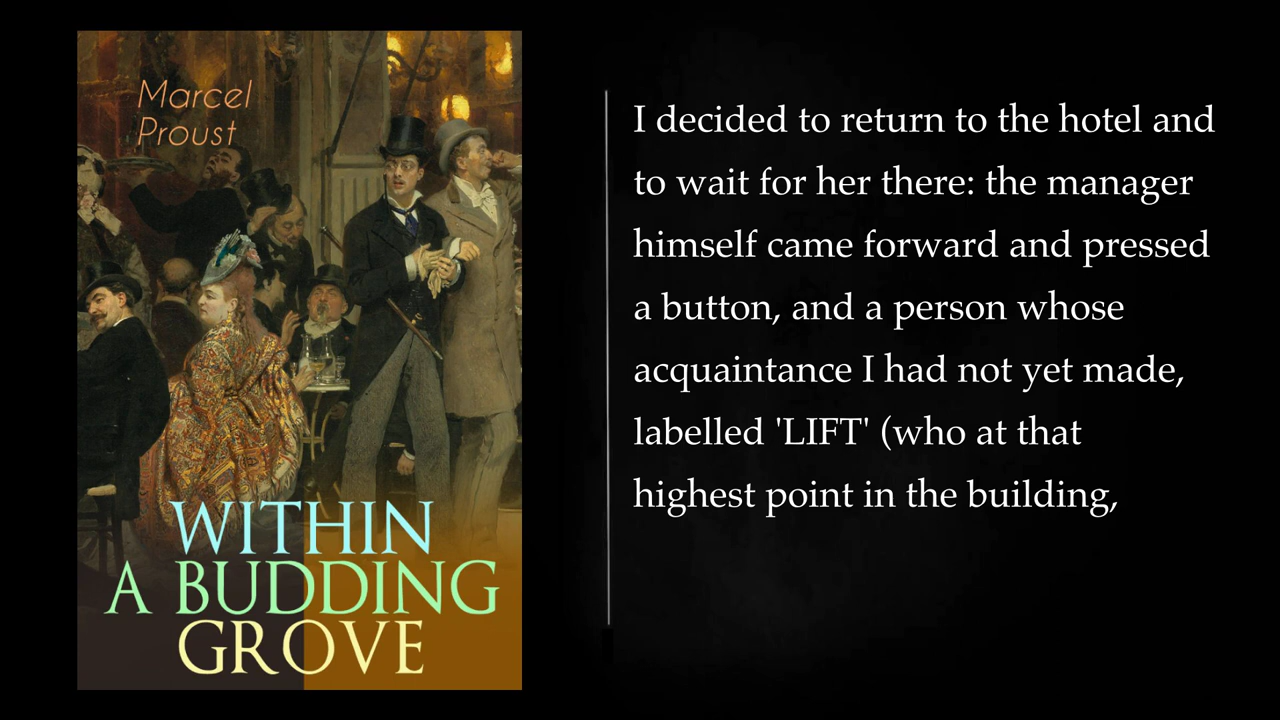 Marcel
Proust
WITHIN
A BUDDING
GROVE
I decided to return to the hotel and
to wait for her there: the manager
himself came forward and pressed
a button, and a person whose
acquaintance I had not yet made,
labelled 'LIFT' (who at that
highest point in the building,